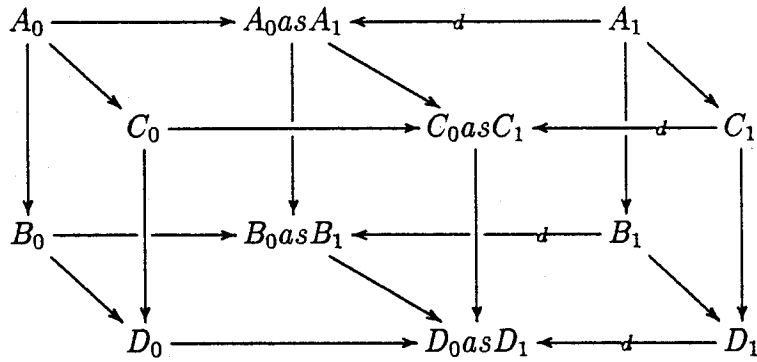 A₀ A₀asA₁ d A₁
C₀ C₀asC₁ d C₁
B₀ B₀asB₁ d B₁
D₀ D₀asD₁ d D₁